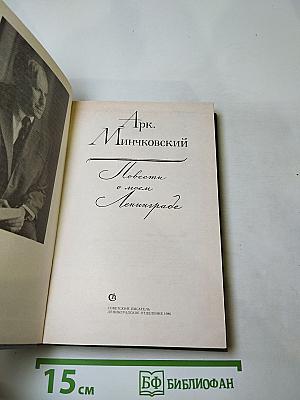 Арк.
Минчковский
Повести
о моем
Ленинграде
СОВЕТСКИЙ ПИСАТЕЛЬ
ЛЕНИНГРАДСКОЕ ОТДЕЛЕНИЕ 1986
15 см
БФ БИБЛИОФАН